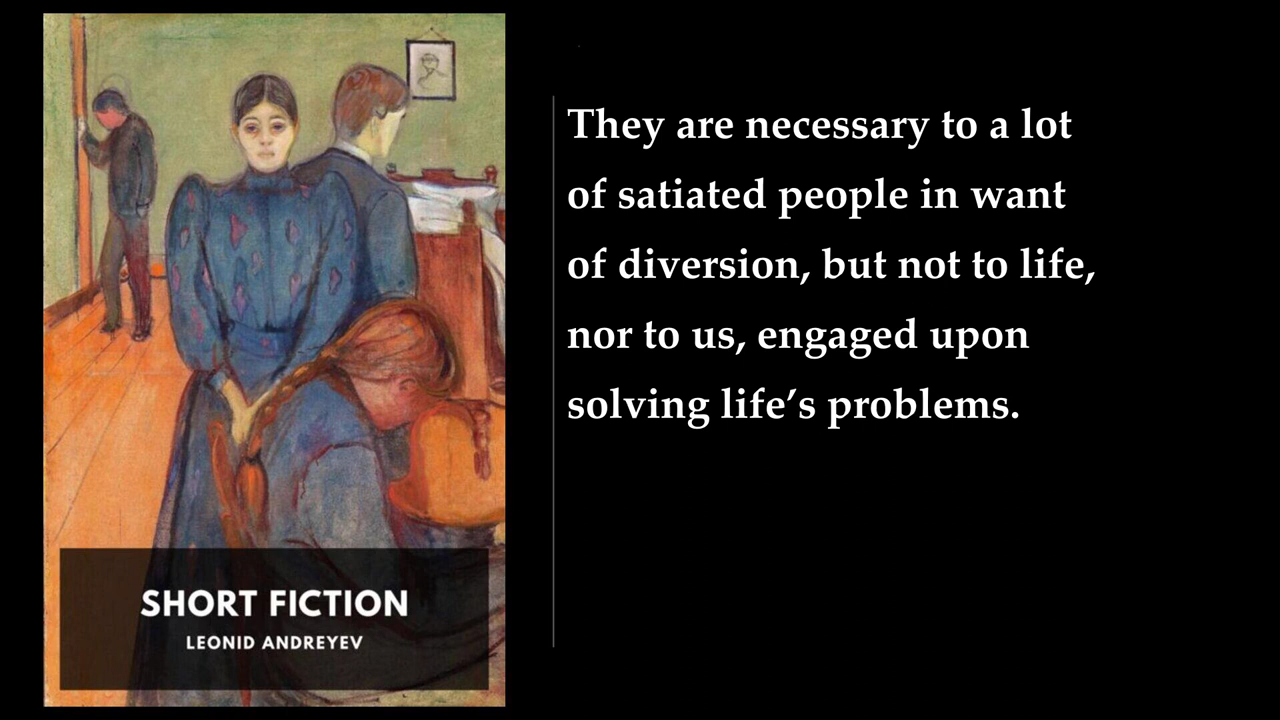 They are necessary to a lot
of satiated people in want
of diversion, but not to life,
nor to us, engaged upon
solving life’s problems.
SHORT FICTION
LEONID ANDREYEV